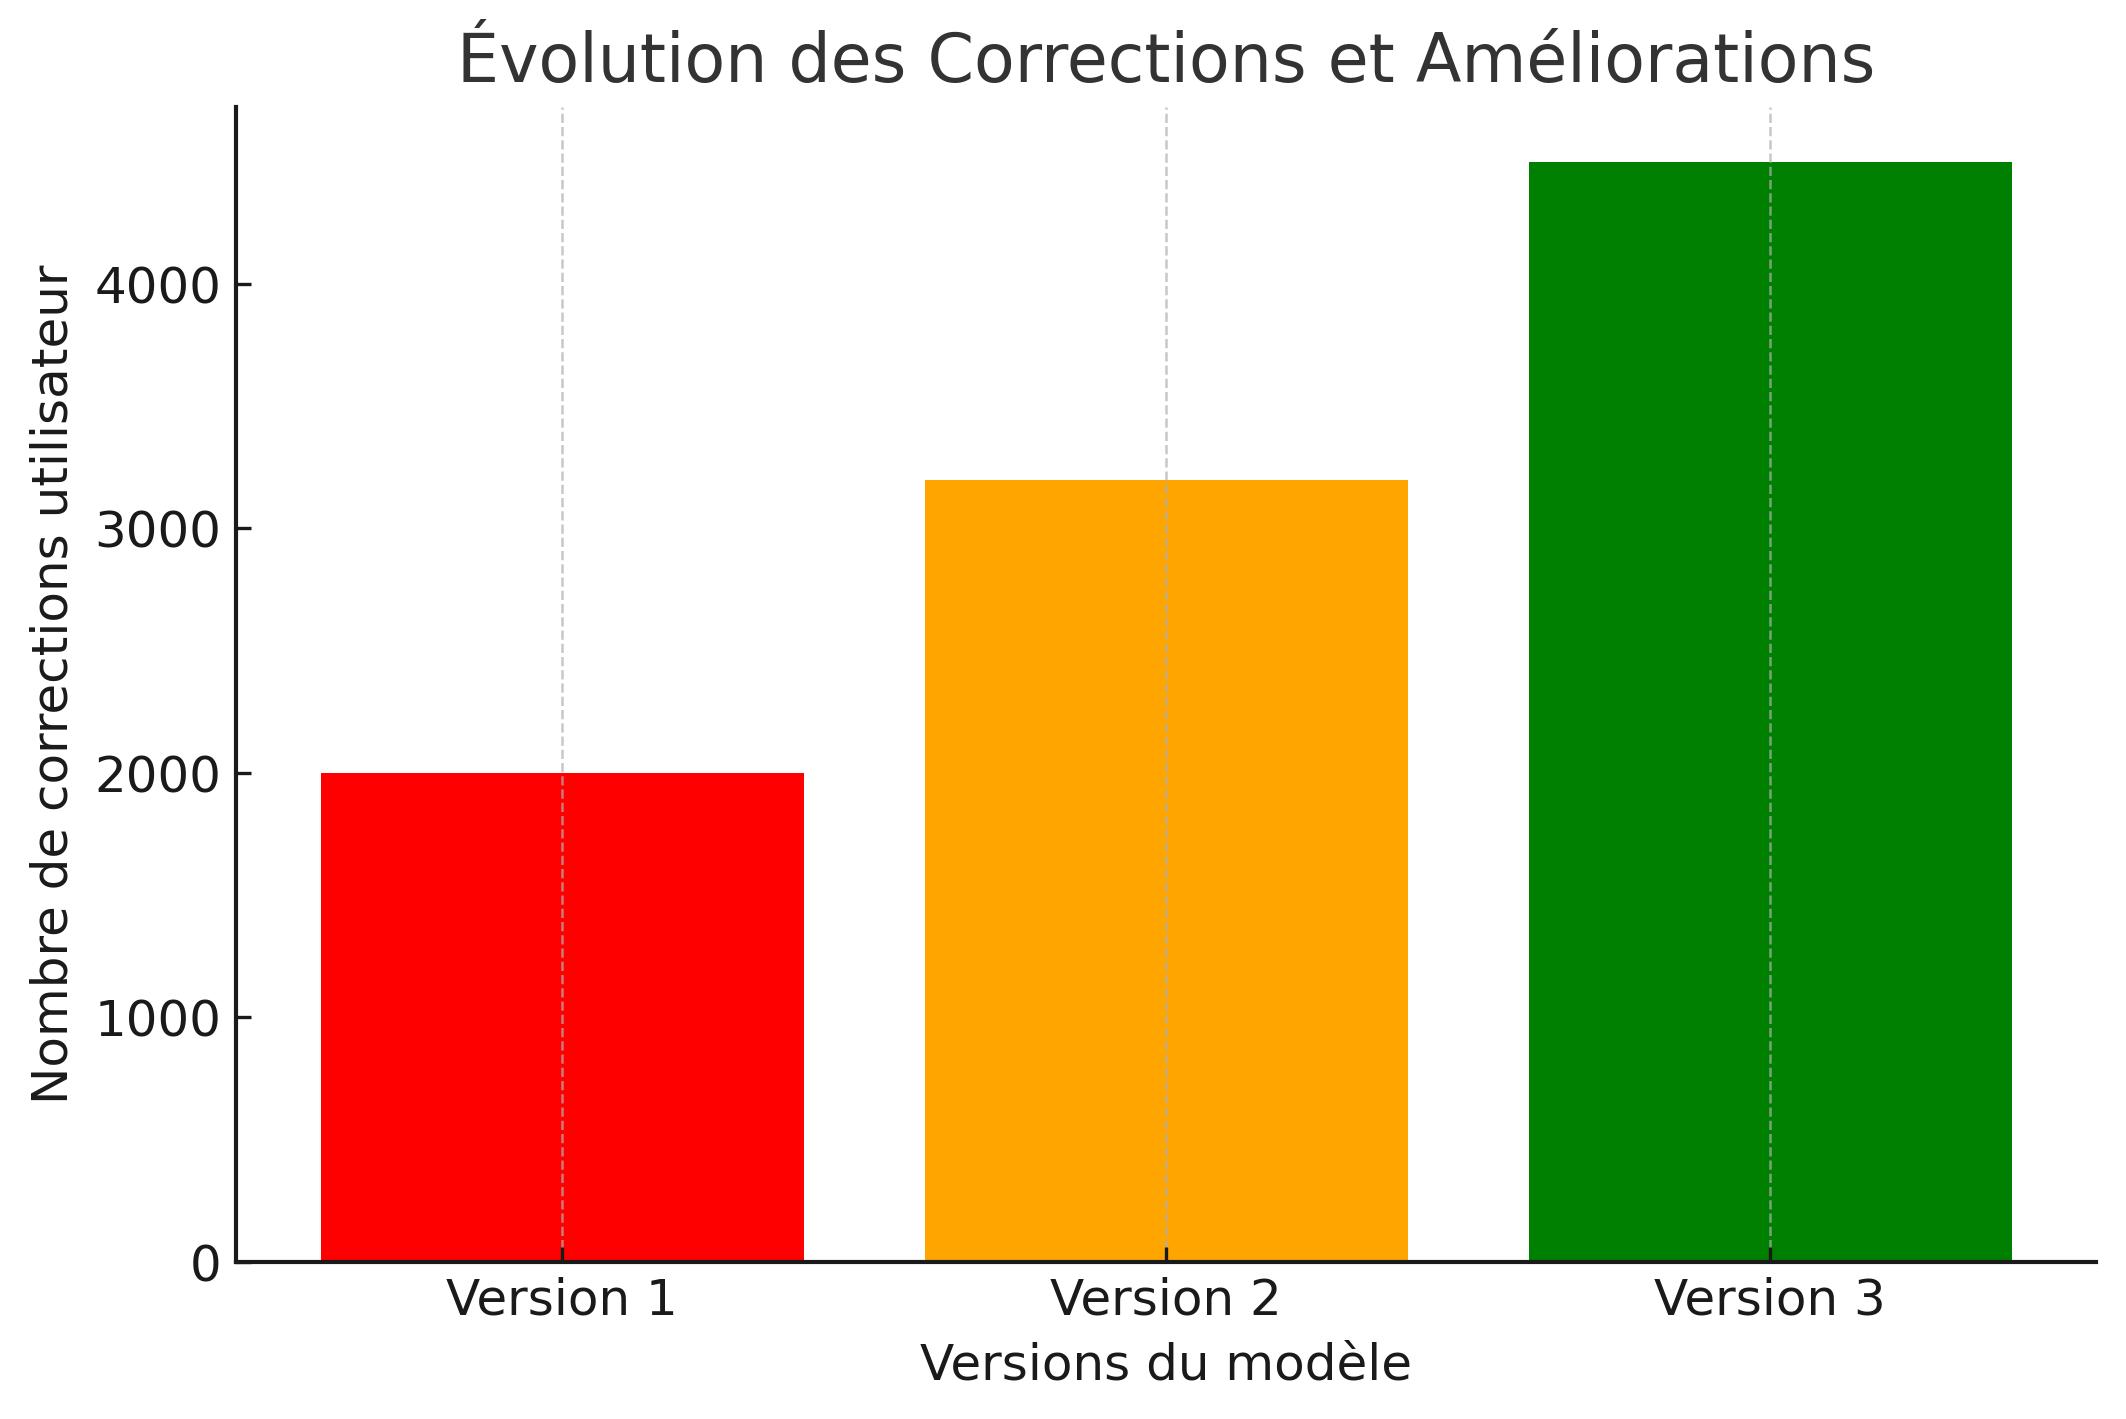 Évolution des Corrections et Améliorations
Nombre de corrections utilisateur
4000
3000
2000
1000
0
Version 1
Version 2
Version 3
Versions du modèle